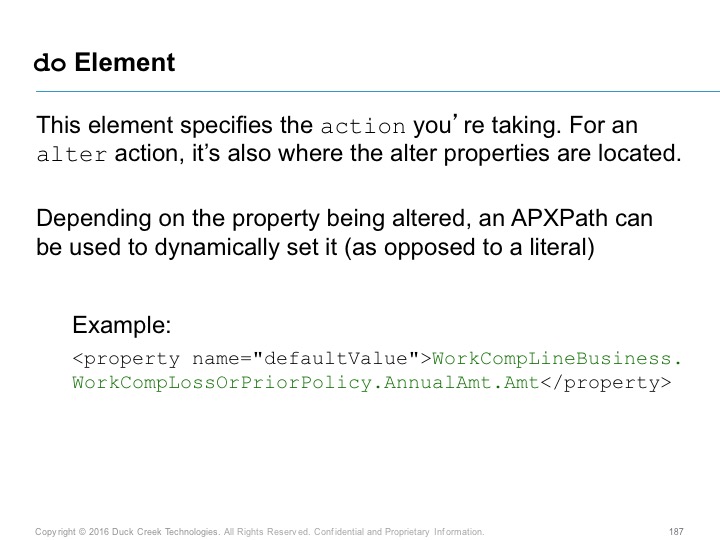 do Element
This element specifies the action you’re taking. For an
alter action, it’s also where the alter properties are located.
Depending on the property being altered, an APXPath can
be used to dynamically set it (as opposed to a literal)
Example:
<property name="defaultValue">WorkCompLineBusiness.
WorkCompLossOrPriorPolicy.AnnualAmt.Amt</property>
Copyright © 2016 Duck Creek Technologies. All Rights Reserved. Confidential and Proprietary Information. 187